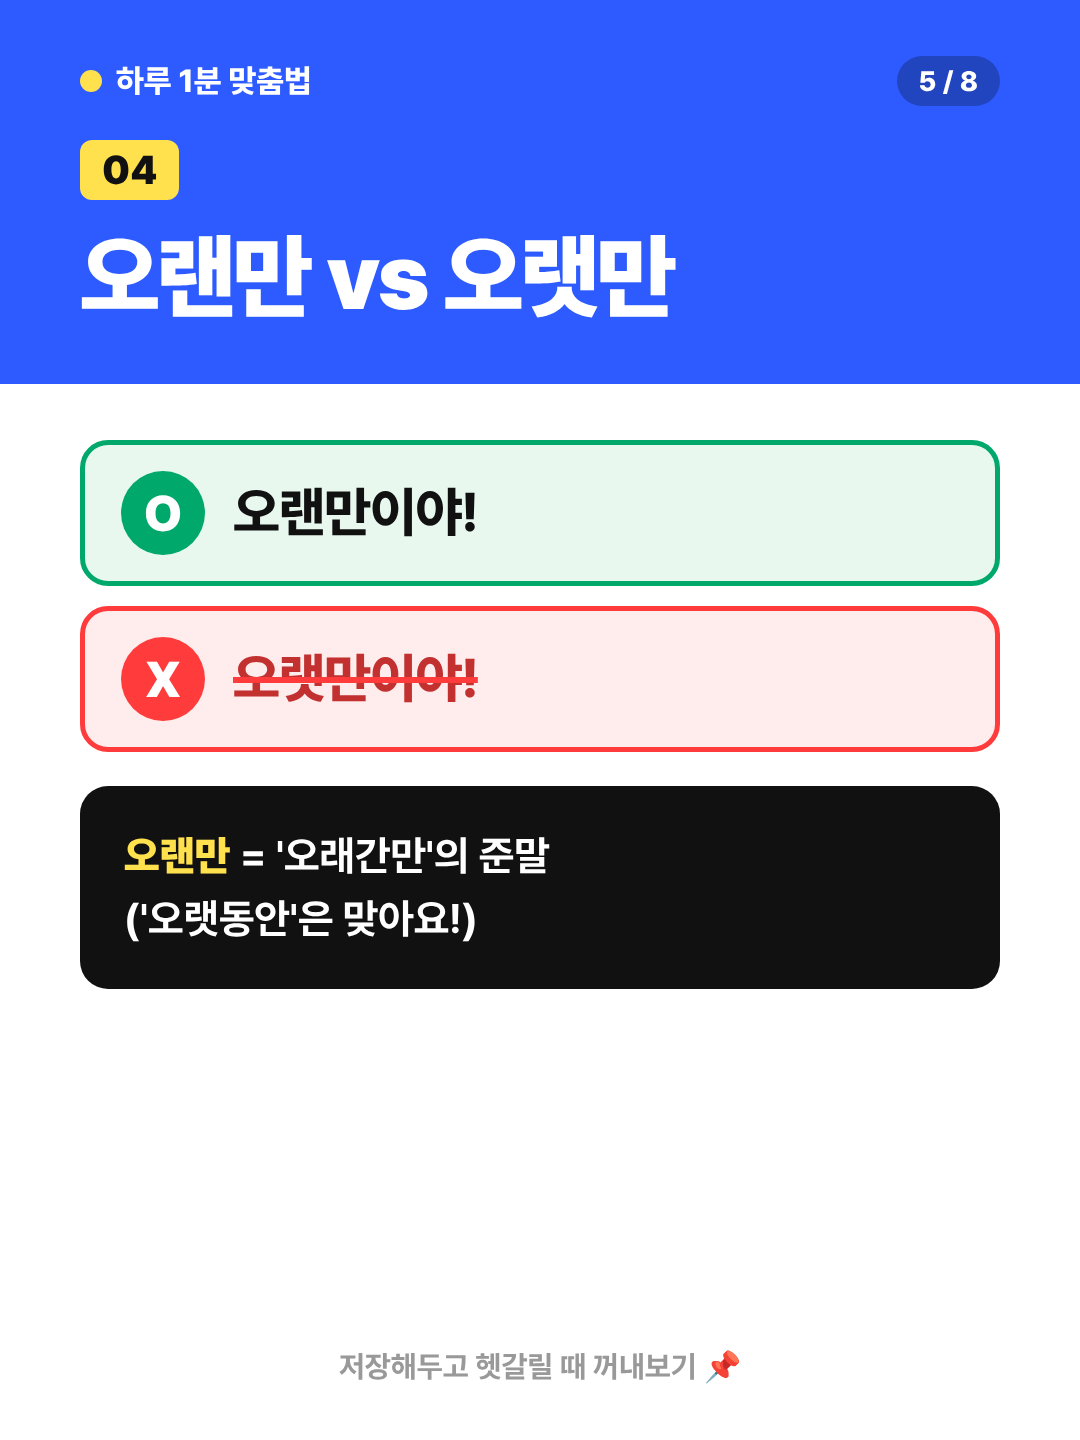 하루 1분 맞춤법
5 / 8
04
오랜만 vs 오랫만
O 오랜만이야!
X 오랫만이야!
오랜만 = '오래간만'의 준말
('오랫동안'은 맞아요!)
저장해두고 헷갈릴 때 꺼내보기 📌